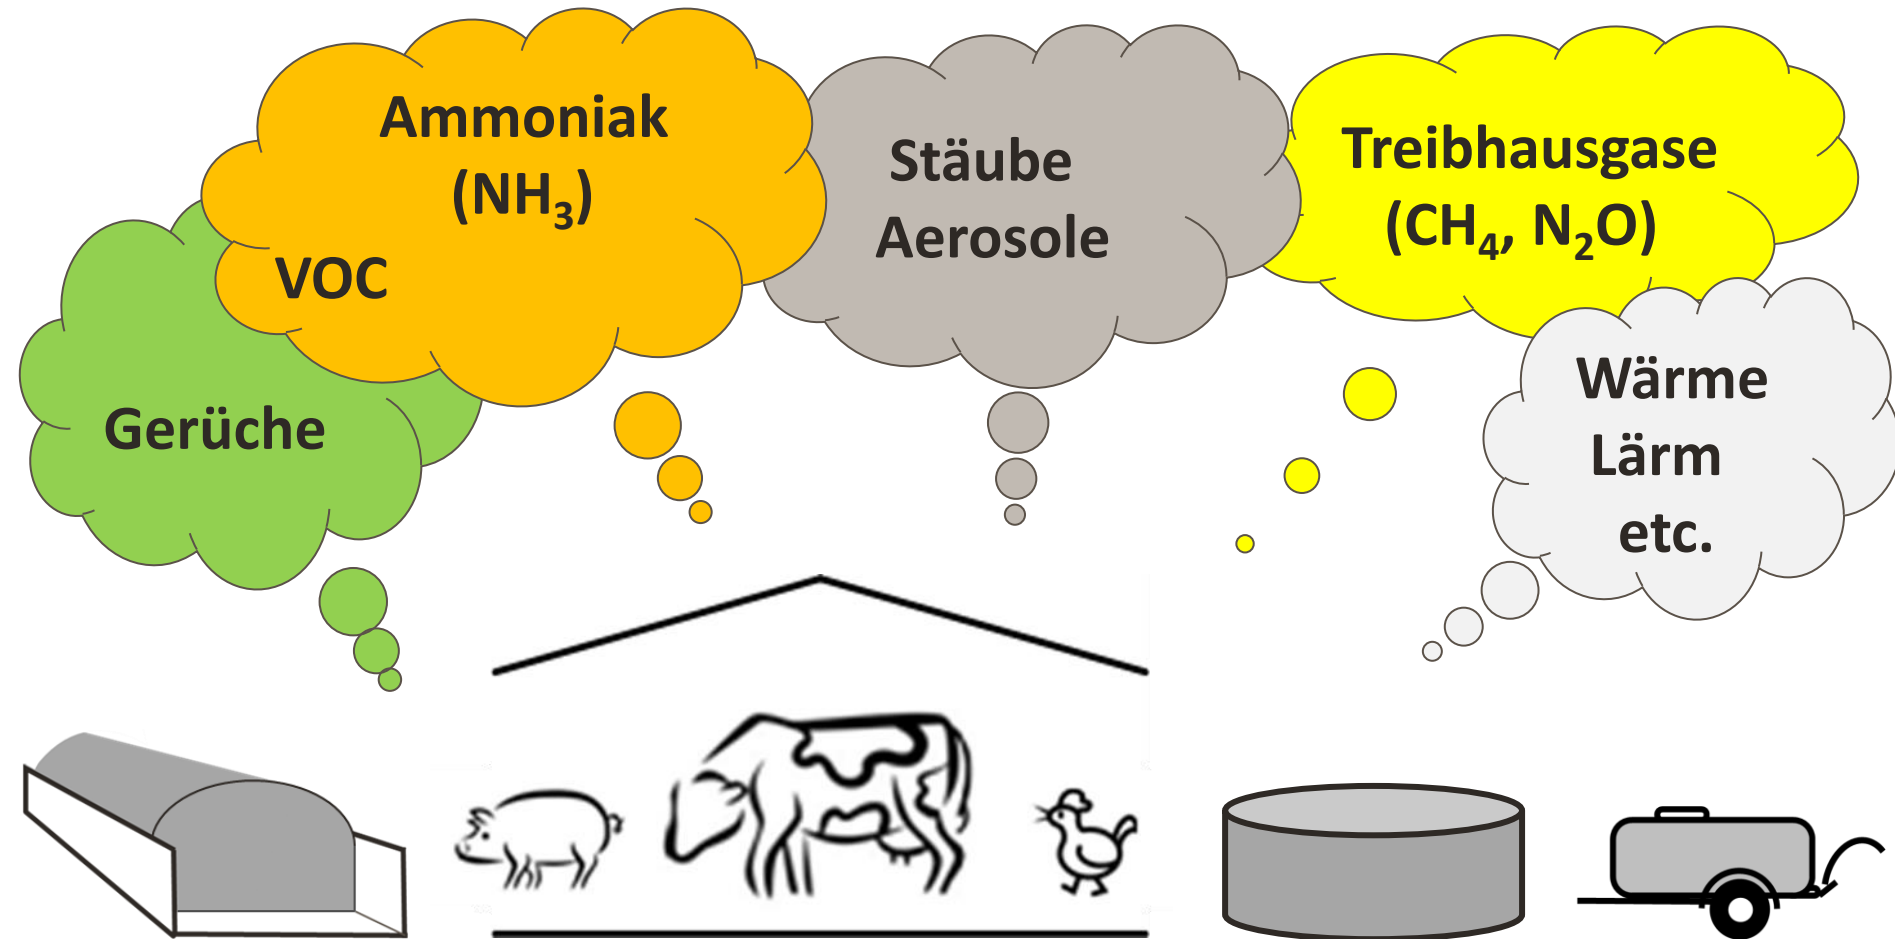 Ammoniak
(NH₃)
VOC
Gerüche
Stäube
Aerosole
Treibhausgase
(CH₄, N₂O)
Wärme
Lärm
etc.